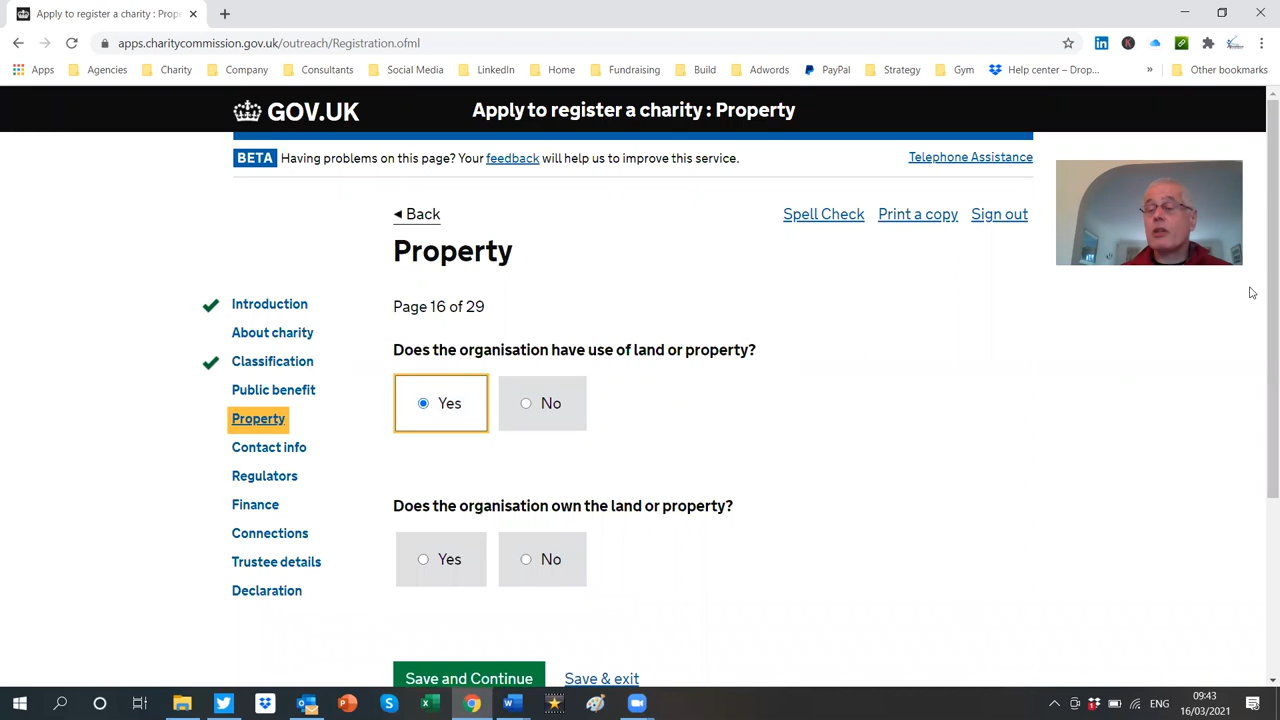 Apply to register a charity : Prope
apps.charitycommission.gov.uk/outreach/Registration.ofml
Apps Agencies Charity Company Consultants Social Media LinkedIn Home Fundraising Build Adwords PayPal Strategy Gym Help center – Drop... » Other bookmarks
GOV.UK Apply to register a charity : Property
BETA Having problems on this page? Your feedback will help us to improve this service. Telephone Assistance
Back Spell Check Print a copy Sign out
Property
Introduction
About charity
Classification
Public benefit
Property
Contact info
Regulators
Finance
Connections
Trustee details
Declaration
Page 16 of 29
Does the organisation have use of land or property?
Yes No
Does the organisation own the land or property?
Yes No
Save and Continue Save & exit
ENG
09:43
16/03/2021